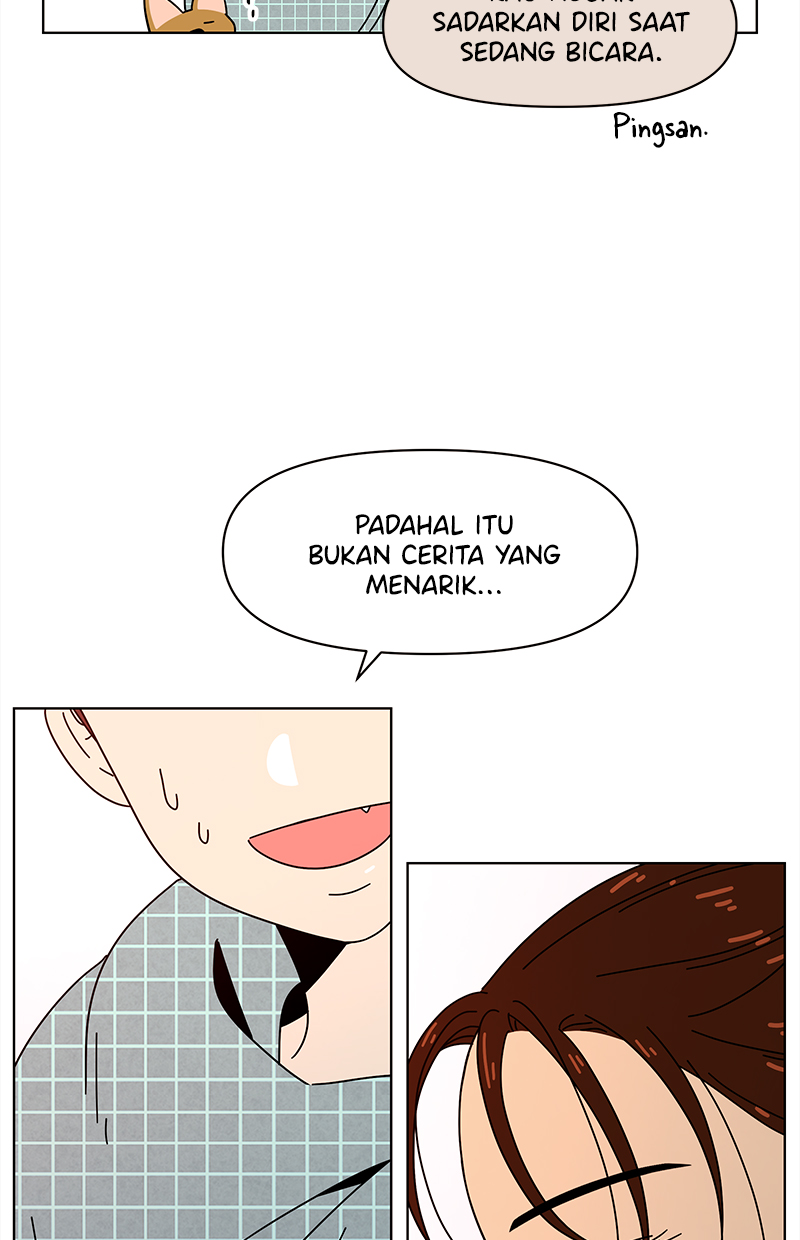 SADARKAN DIRI SAAT
SEDANG BICARA.
Pingsan.
PADAHAL ITU
BUKAN CERITA YANG
MENARIK...